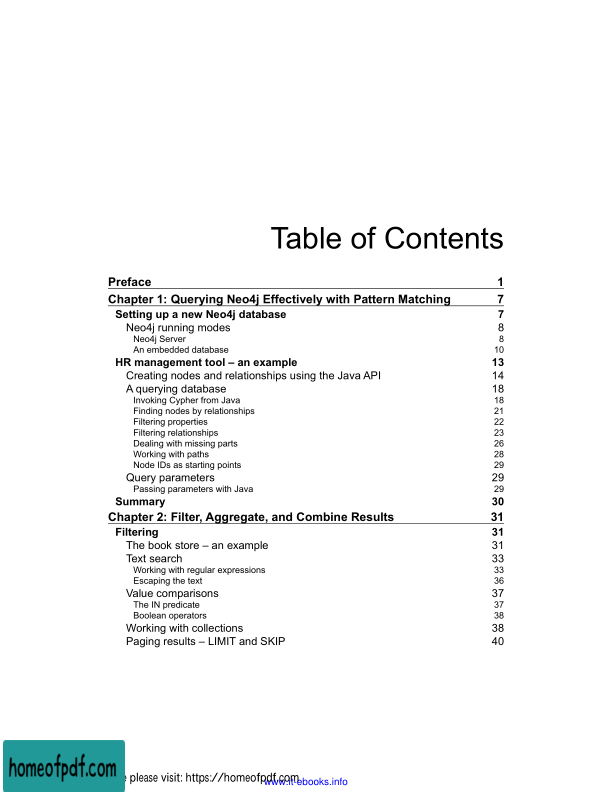 Table of Contents
Preface 1
Chapter 1: Querying Neo4j Effectively with Pattern Matching 7
Setting up a new Neo4j database 7
Neo4j running modes 8
Neo4j Server 8
An embedded database 10
HR management tool – an example 13
Creating nodes and relationships using the Java API 14
A querying database 18
Invoking Cypher from Java 18
Finding nodes by relationships 21
Filtering properties 22
Filtering relationships 23
Dealing with missing parts 26
Working with paths 28
Node IDs as starting points 29
Query parameters 29
Passing parameters with Java 29
Summary 30
Chapter 2: Filter, Aggregate, and Combine Results 31
Filtering 31
The book store – an example 31
Text search 33
Working with regular expressions 33
Escaping the text 36
Value comparisons 37
The IN predicate 37
Boolean operators 38
Working with collections 38
Paging results – LIMIT and SKIP 40
homeofpdf.com
please visit: https://homeofpdf.com
www.it-ebooks.info